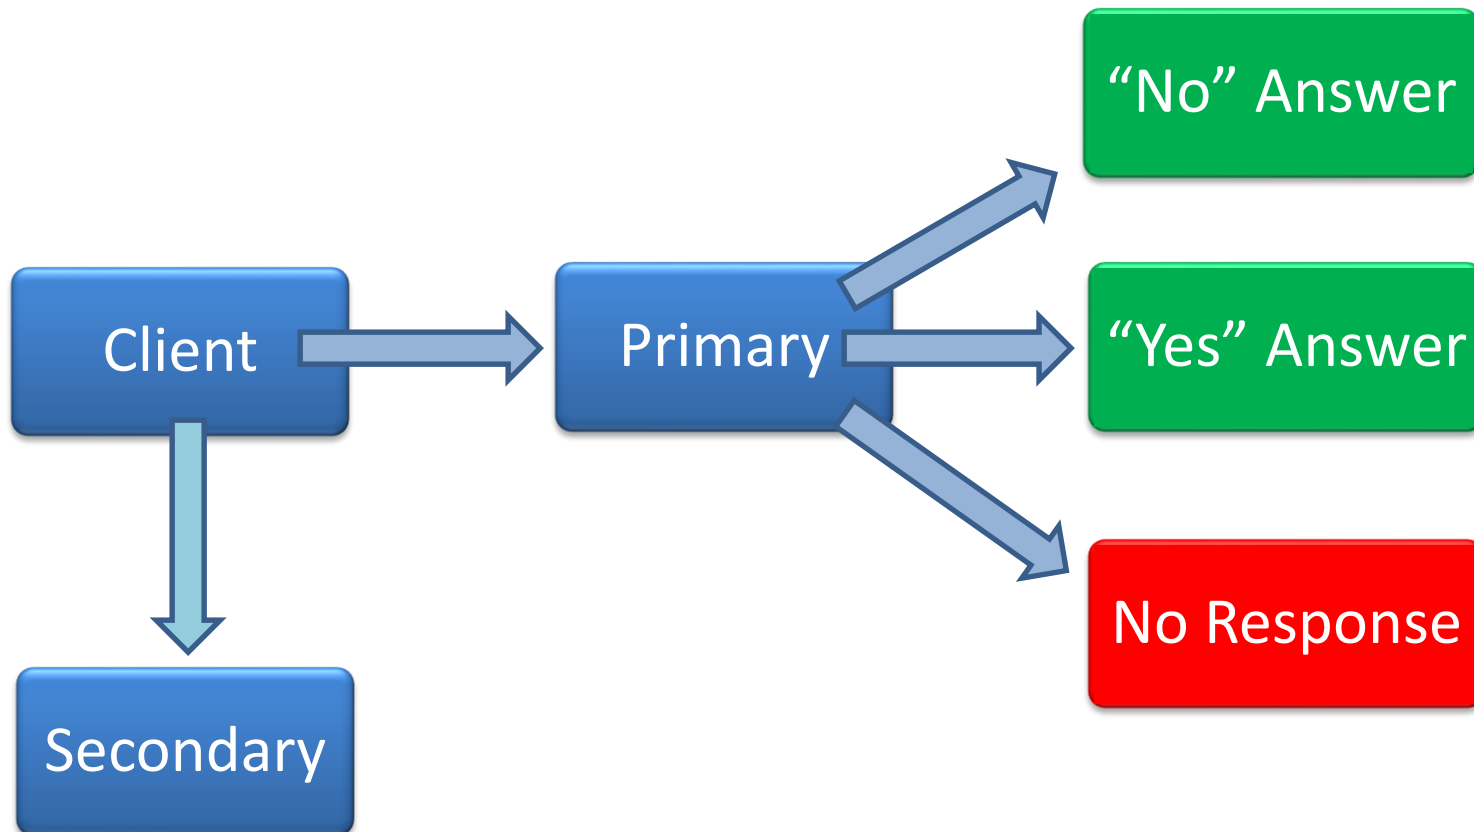 “No” Answer
Client
Primary
“Yes” Answer
No Response
Secondary